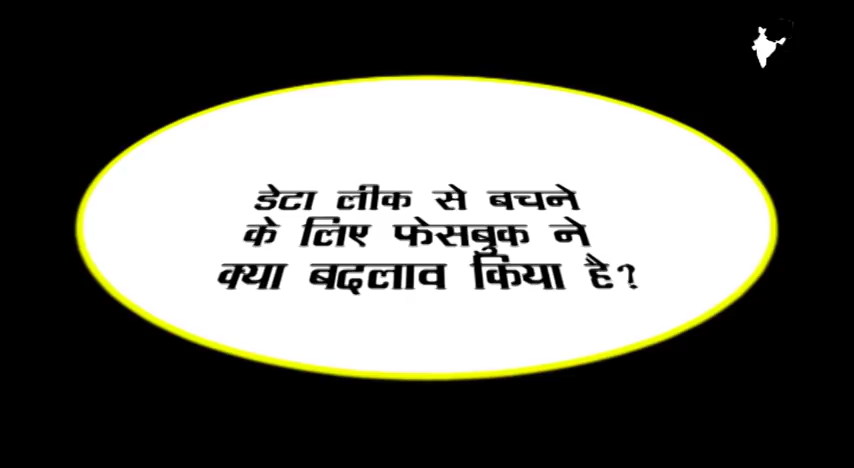 डेटा लीक से बचने
के लिए फेसबुक ने
क्या बदलाव किया है?